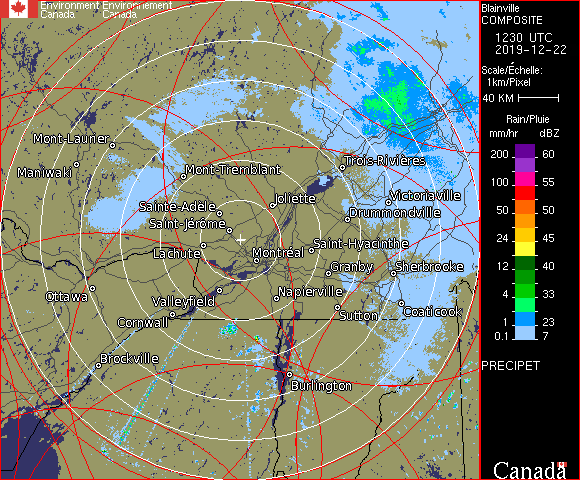 Environment Environnement
Canada Canada
Blainville
COMPOSITE
1230 UTC
2019-12-22
Scale/Échelle:
1km/Pixel
40 KM
Rain/Pluie
mm/hr dBZ
200 60
100 55
50 50
24 45
12 40
4 33
1 23
0.1 7
PRECIPET
Canada
Mont-Laurier
Maniwaki
Mont-Tremblant
Trois-Rivières
Sainte-Adèle
Joliette
Victoriaville
Drummondville
Saint-Jérôme
Lachute
Montréal
Saint-Hyacinthe
Granby
Sherbrooke
Ottawa
Valleyfield
Napierville
Sutton
Coaticook
Cornwall
Brockville
Burlington